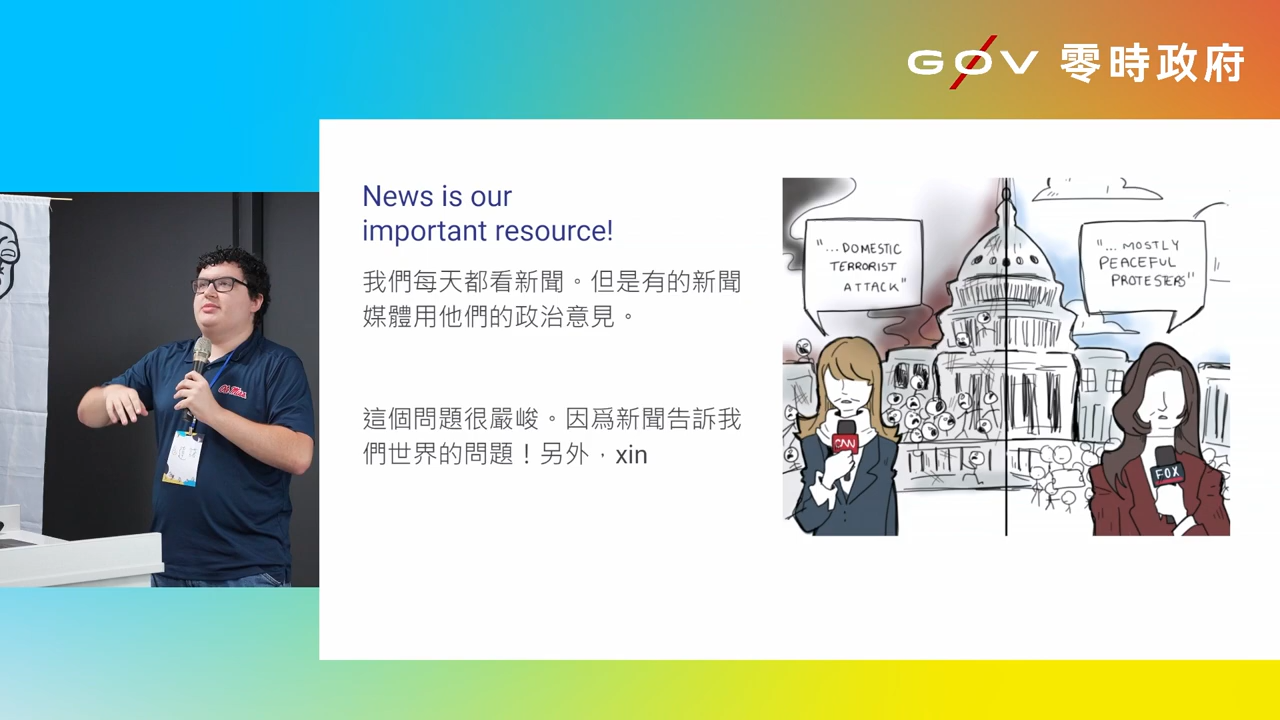 G0V 零時政府
News is our
important resource!
我們每天都看新聞。但是有的新聞
媒體用他們的政治意見。
這個問題很嚴峻。因爲新聞告訴我
們世界的問題！另外，xin
"...DOMESTIC
TERRORIST
ATTACK"
"... MOSTLY
PEACEFUL
PROTESTERS"
CNN
FOX
Ole Miss